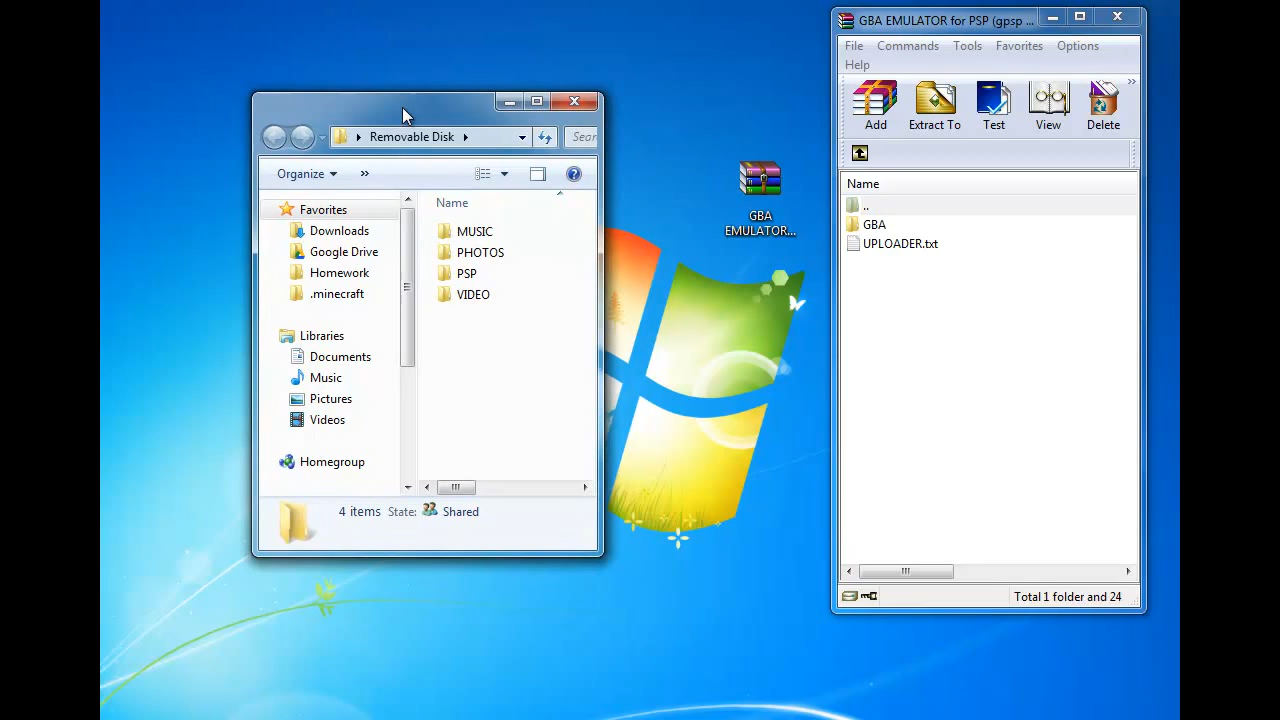 GBA EMULATOR for PSP (gpsp ...
File Commands Tools Favorites Options
Help
Add Extract To Test View Delete
»
Name
..
GBA
UPLOADER.txt
Total 1 folder and 24
Removable Disk
Sear
Organize »
Name
Favorites
Downloads
Google Drive
Homework
.minecraft
Libraries
Documents
Music
Pictures
Videos
Homegroup
MUSIC
PHOTOS
PSP
VIDEO
4 items State: Shared
GBA
EMULATOR...